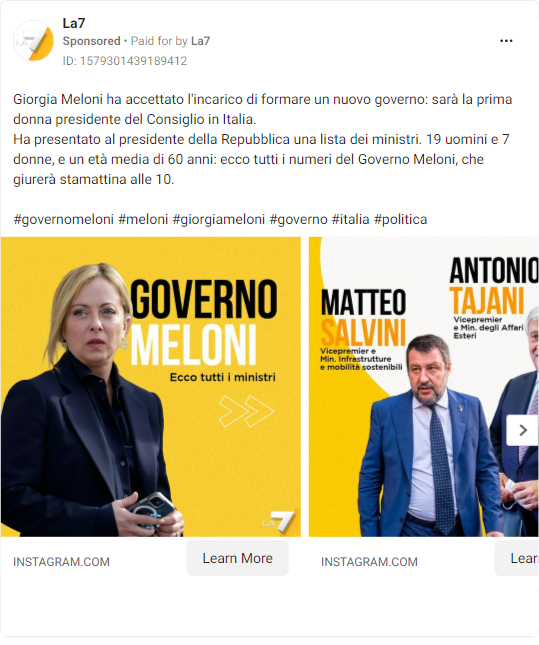 La7
Sponsored • Paid for by La7
ID: 1579301439189412
Giorgia Meloni ha accettato l'incarico di formare un nuovo governo: sarà la prima
donna presidente del Consiglio in Italia.
Ha presentato al presidente della Repubblica una lista dei ministri. 19 uomini e 7
donne, e un età media di 60 anni: ecco tutti i numeri del Governo Meloni, che
giurerà stamattina alle 10.
#governomeloni #meloni #giorgiameloni #governo #italia #politica
GOVERNO
MELONI
Ecco tutti i ministri
LA7
MATTEO
SALVINI
Vicepremier e
Min. Infrastrutture
e mobilità sostenibili
ANTONIO
TAJANI
Vicepremier
e Min. degli Affari
Esteri
INSTAGRAM.COM
Learn More
INSTAGRAM.COM
Lear